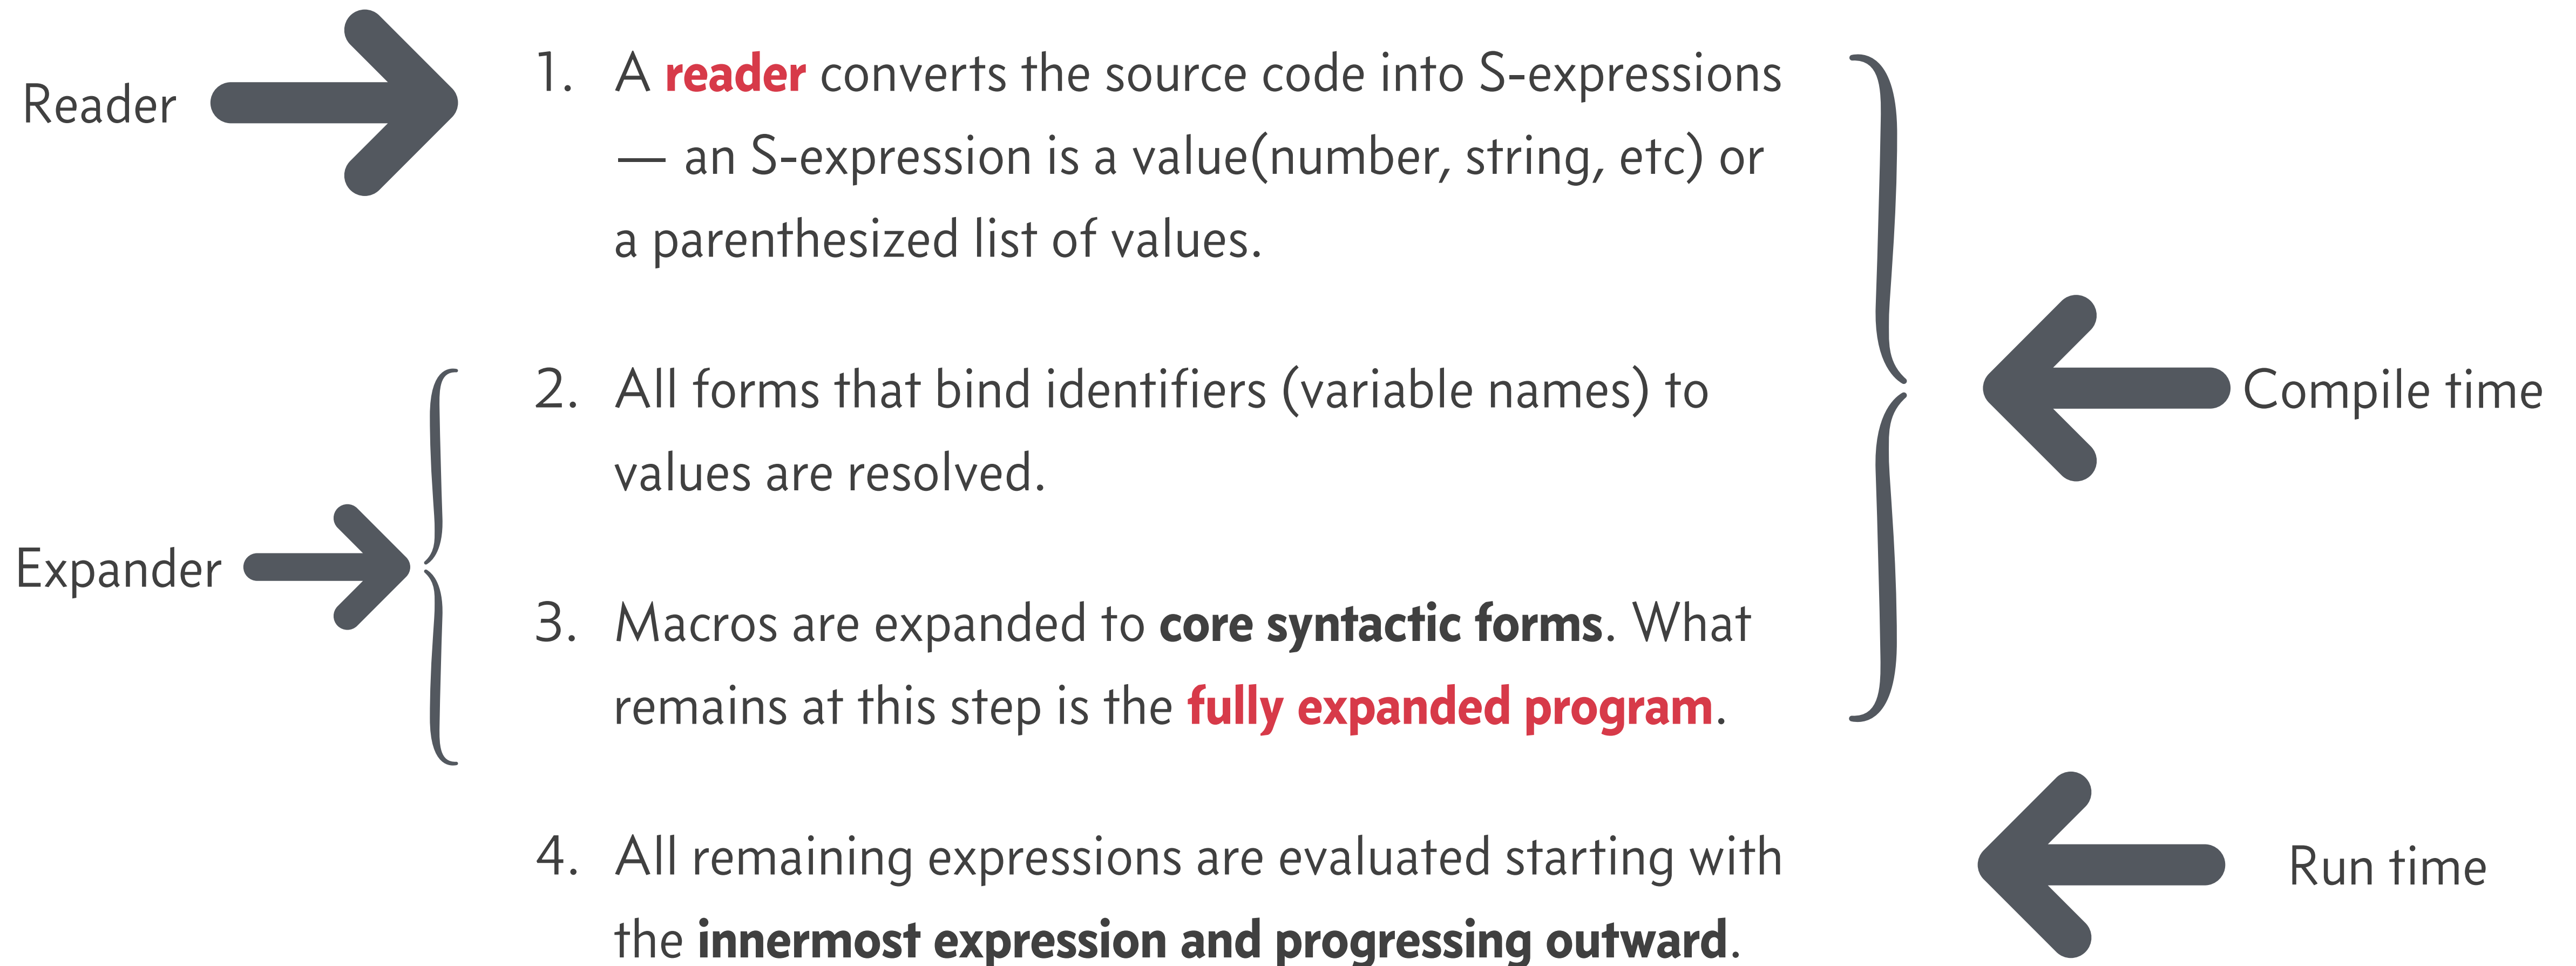 Reader
1. A reader converts the source code into S-expressions
— an S-expression is a value(number, string, etc) or
a parenthesized list of values.
2. All forms that bind identifiers (variable names) to
values are resolved.
Compile time
Expander
3. Macros are expanded to core syntactic forms. What
remains at this step is the fully expanded program.
4. All remaining expressions are evaluated starting with
the innermost expression and progressing outward.
Run time